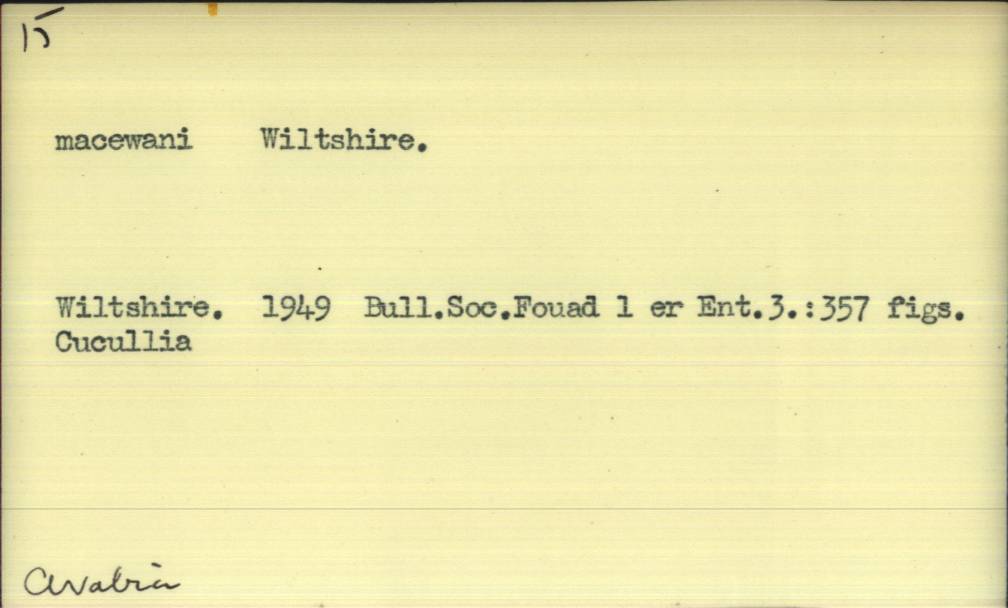 15
macewani Wiltshire.
Wiltshire. 1949 Bull.Soc.Fouad 1 er Ent.3.:357 figs.
Cucullia
Arabia